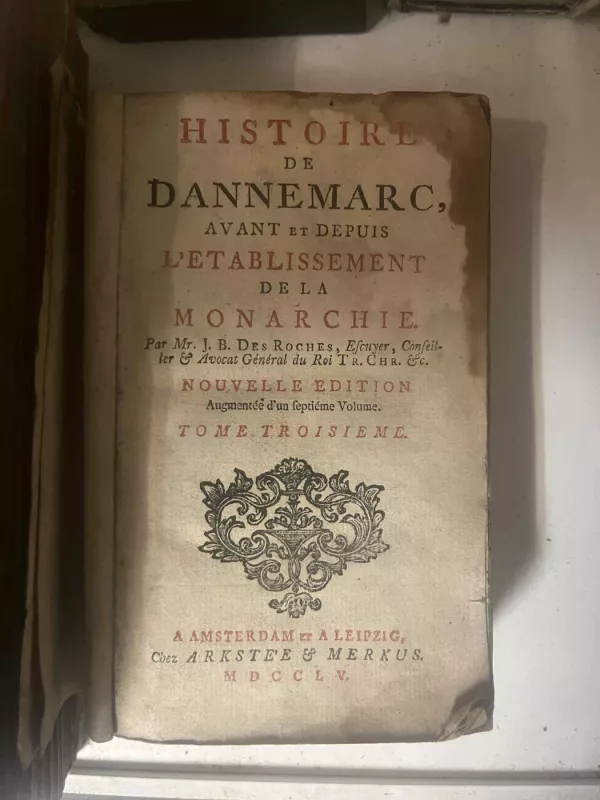 HISTOIRE
DE
DANNEMARC,
AVANT ET DEPUIS
L'ETABLISSEMENT
DE LA
MONARCHIE.
Par Mr. J. B. DES ROCHES, Eſcuyer, Conſeil-
ler & Avocat Général du Roi TR. CHR. &c.
NOUVELLE EDITION
Augmentée d'un ſeptiéme Volume.
TOME TROISIEME.
A AMSTERDAM ET A LEIPZIG,
Chez ARKSTE'E & MERKUS.
MDCCLV.